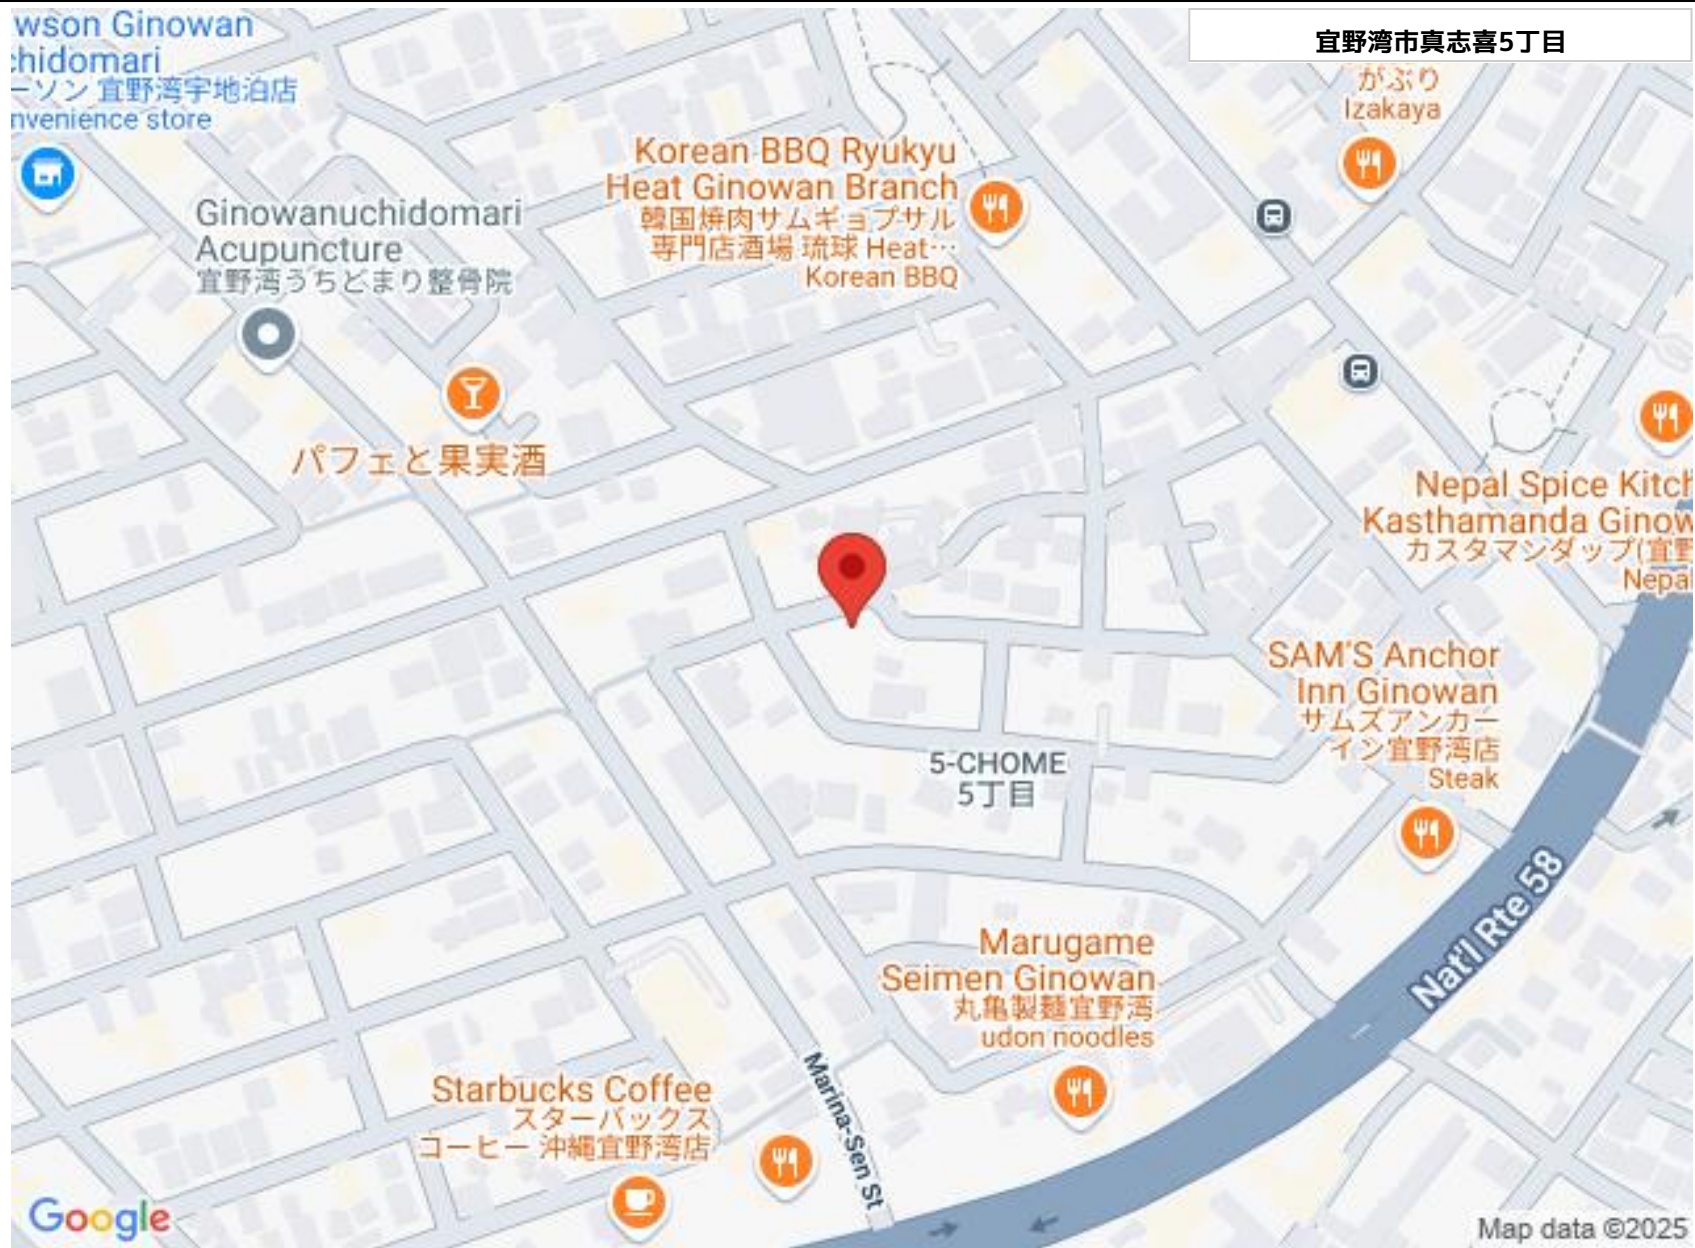 宜野湾市真志喜5丁目
wson Ginowan
chidomari
ーソン 宜野湾宇地泊店
nvenience store
がぶり
Izakaya
Korean BBQ Ryukyu
Heat Ginowan Branch
韓国焼肉サムギョプサル
専門店酒場 琉球 Heat…
Korean BBQ
Ginowanuchidomari
Acupuncture
宜野湾うちどまり整骨院
パフェと果実酒
Nepal Spice Kitch
Kasthamanda Ginow
カスタマンダップ(宜野
Nepal
SAM'S Anchor
Inn Ginowan
サムズアンカー
イン宜野湾店
Steak
5-CHOME
5丁目
Nat'l Rte 58
Marugame
Seimen Ginowan
丸亀製麺宜野湾
udon noodles
Marina-Sen St
Starbucks Coffee
スターバックス
コーヒー 沖縄宜野湾店
Google
Map data ©2025